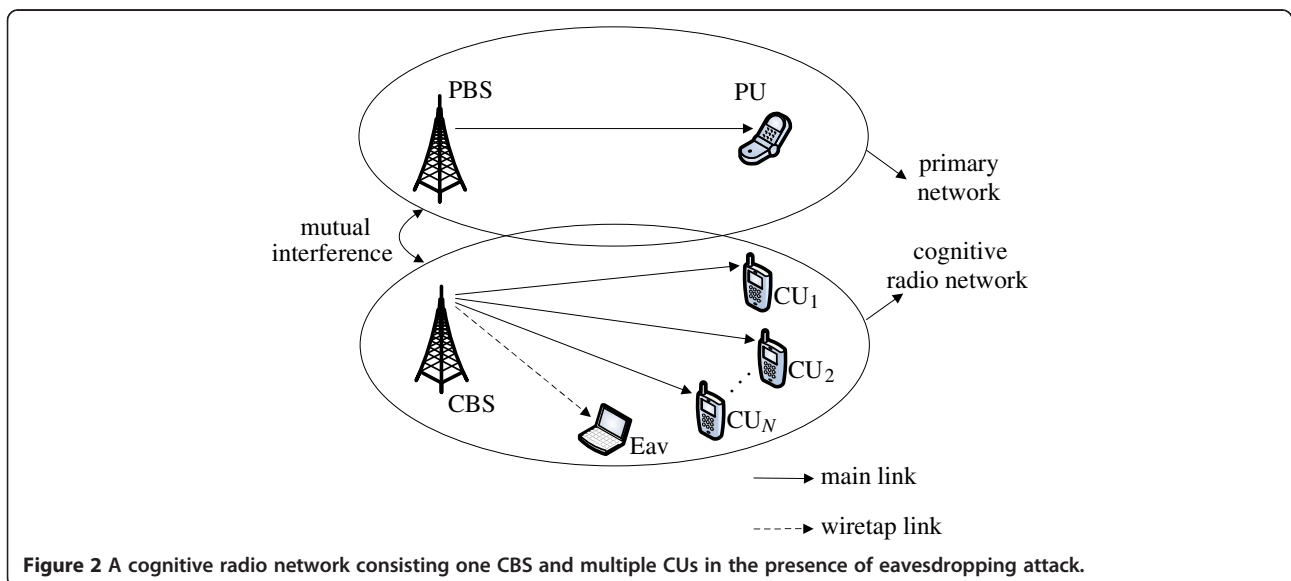 PBS
PU
primary
network
mutual
interference
cognitive
radio network
CU1
CU2
CUN
CBS
Eav
main link
wiretap link
Figure 2 A cognitive radio network consisting one CBS and multiple CUs in the presence of eavesdropping attack.